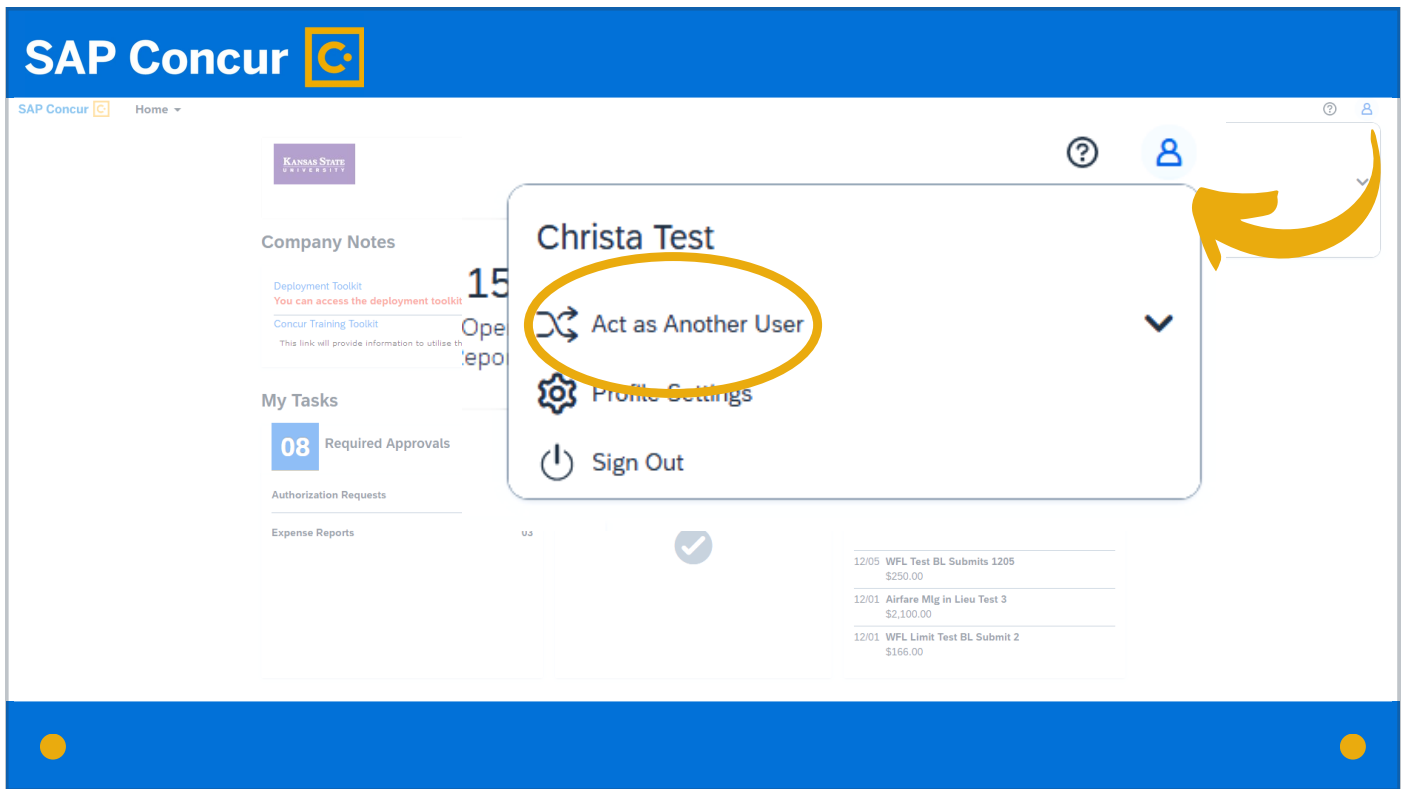 SAP Concur C
SAP Concur C Home
KANSAS STATE
UNIVERSITY
Christa Test
Act as Another User
Profile Settings
Sign Out
Company Notes
Deployment Toolkit
You can access the deployment toolkit
Concur Training Toolkit
This link will provide information to utilise th
15
Ope
epor
My Tasks
08 Required Approvals
Authorization Requests
Expense Reports 03
12/05 WFL Test BL Submits 1205
$250.00
12/01 Airfare Mlg in Lieu Test 3
$2,100.00
12/01 WFL Limit Test BL Submit 2
$166.00